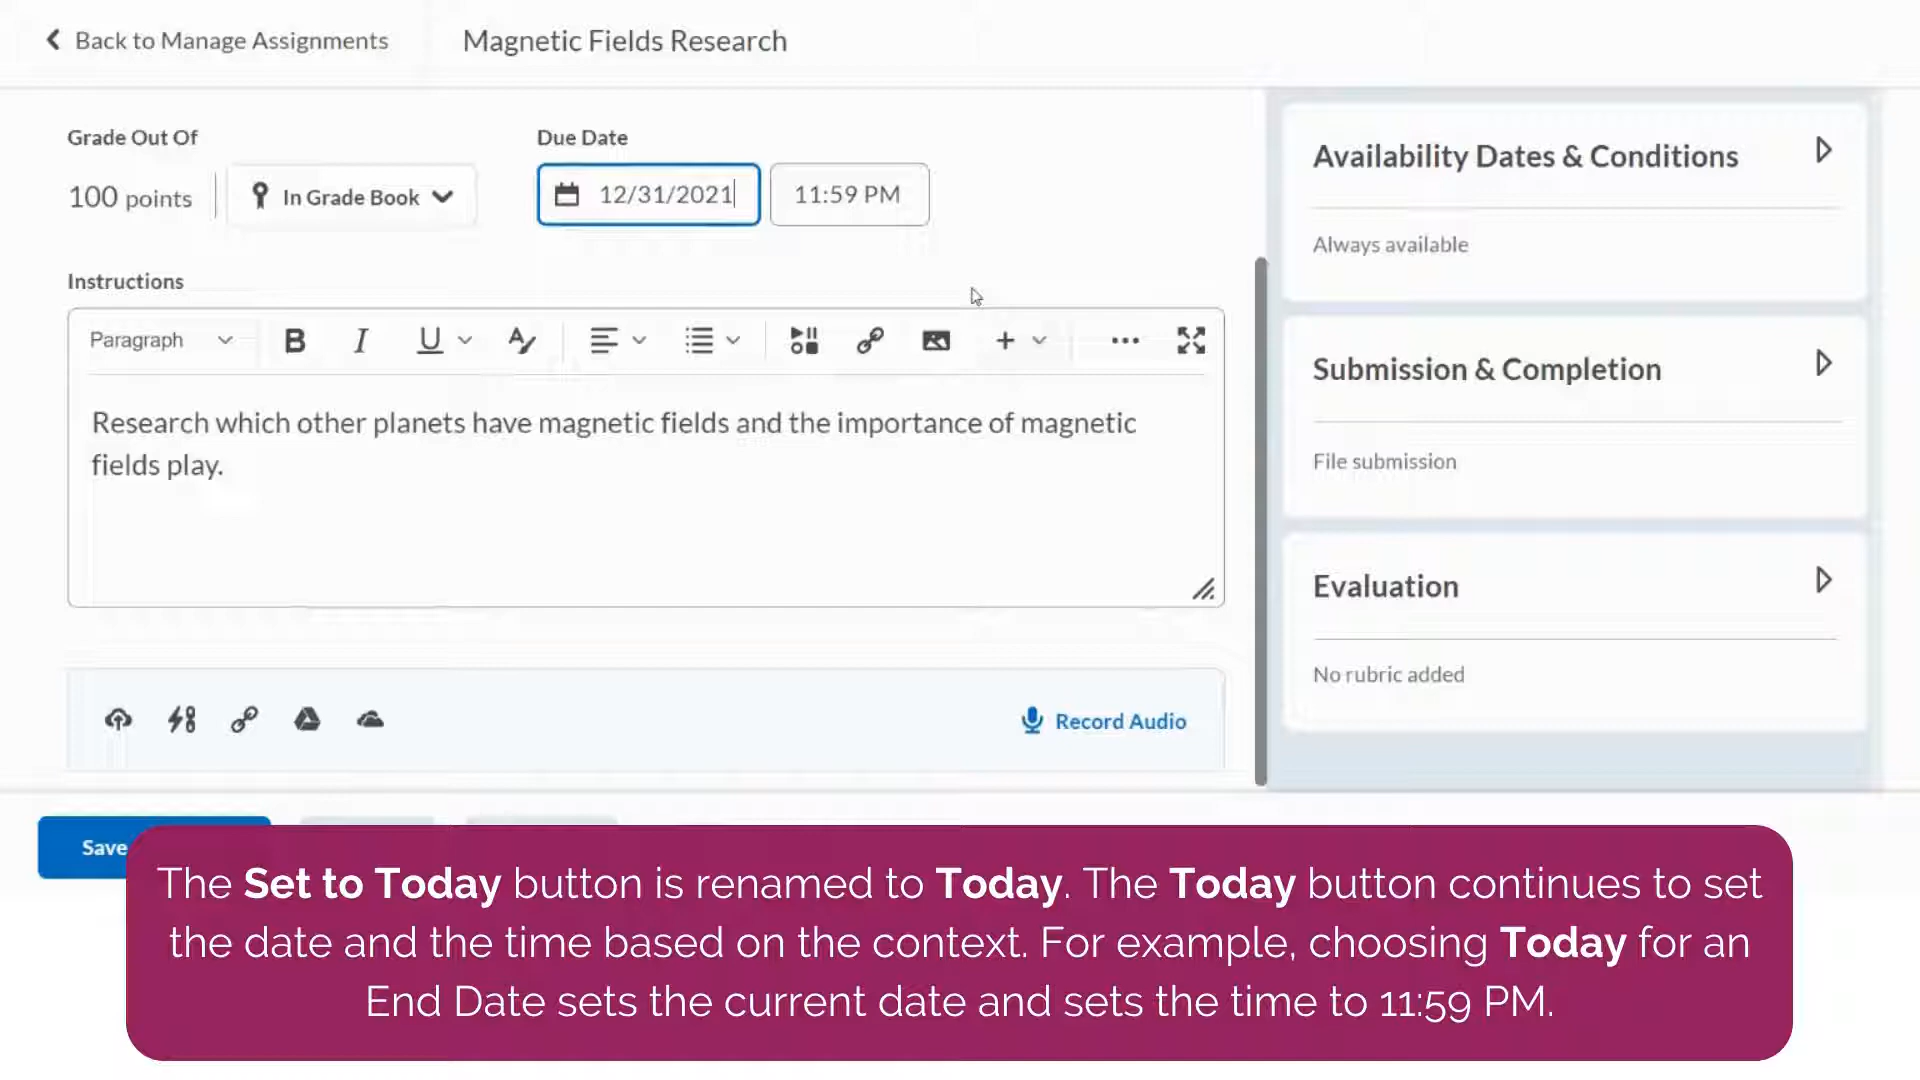 Back to Manage Assignments
Magnetic Fields Research
Grade Out Of
Due Date
100 points
In Grade Book
12/31/2021
11:59 PM
Instructions
Paragraph
B
I
U
Research which other planets have magnetic fields and the importance of magnetic
fields play.
Record Audio
Availability Dates & Conditions
Always available
Submission & Completion
File submission
Evaluation
No rubric added
Save
The Set to Today button is renamed to Today. The Today button continues to set
the date and the time based on the context. For example, choosing Today for an
End Date sets the current date and sets the time to 11:59 PM.